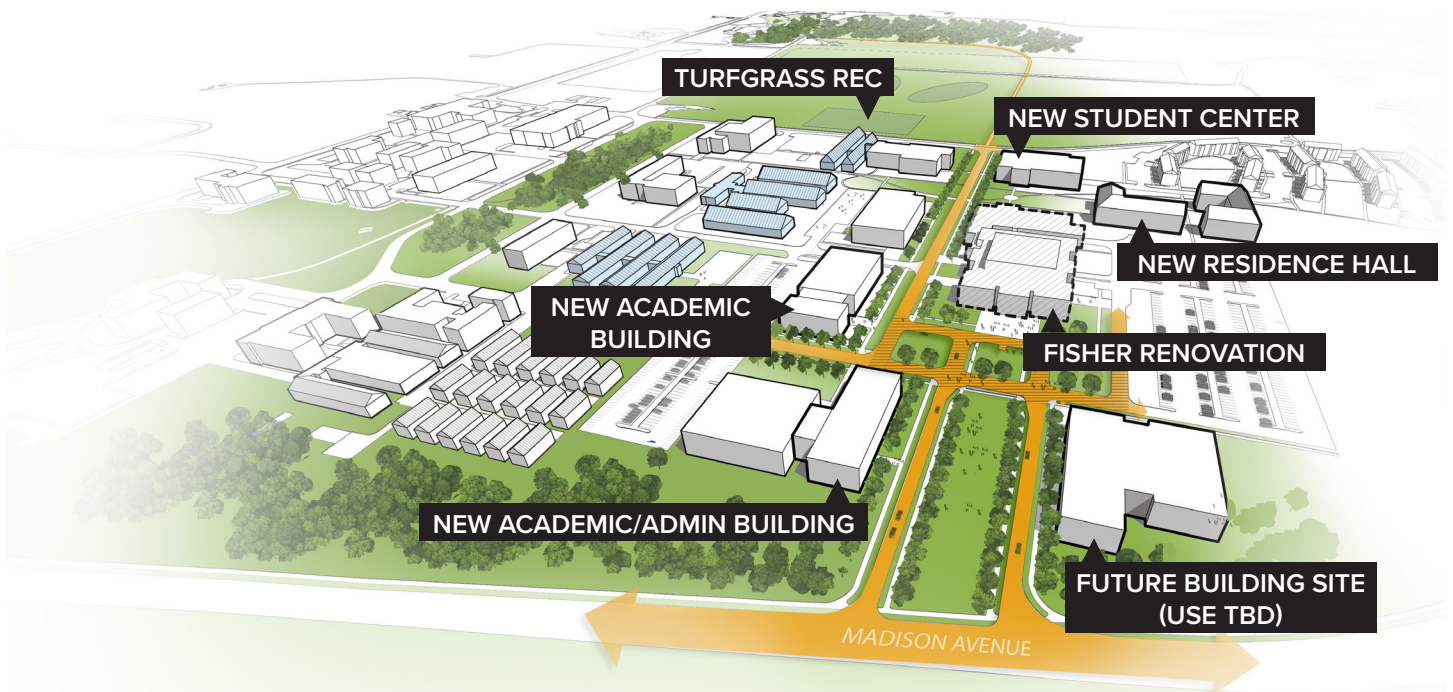 TURFGRASS REC
NEW STUDENT CENTER
NEW RESIDENCE HALL
NEW ACADEMIC
BUILDING
FISHER RENOVATION
NEW ACADEMIC/ADMIN BUILDING
FUTURE BUILDING SITE
(USE TBD)
MADISON AVENUE